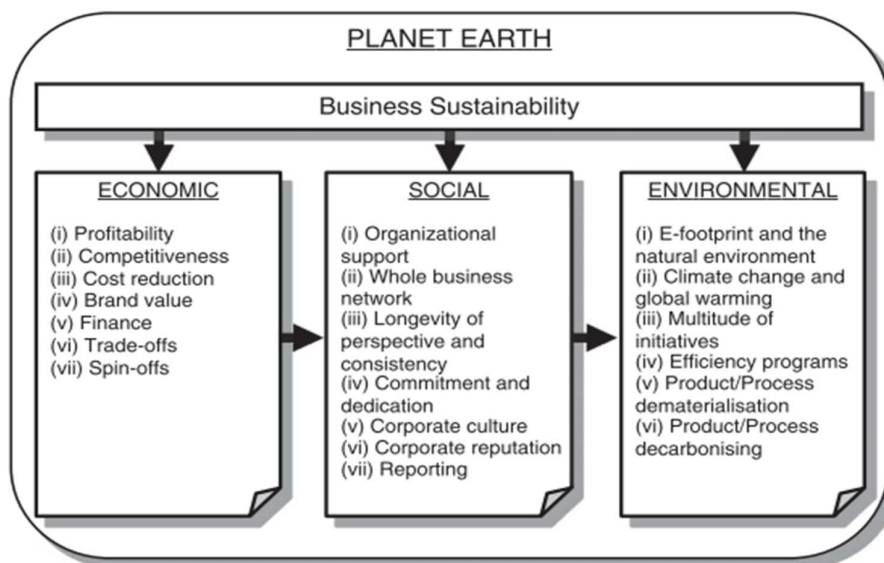 PLANET EARTH
Business Sustainability
ECONOMIC
(i) Profitability
(ii) Competitiveness
(iii) Cost reduction
(iv) Brand value
(v) Finance
(vi) Trade-offs
(vii) Spin-offs
SOCIAL
(i) Organizational
support
(ii) Whole business
network
(iii) Longevity of
perspective and
consistency
(iv) Commitment and
dedication
(v) Corporate culture
(vi) Corporate reputation
(vii) Reporting
ENVIRONMENTAL
(i) E-footprint and the
natural environment
(ii) Climate change and
global warming
(iii) Multitude of
initiatives
(iv) Efficiency programs
(v) Product/Process
dematerialisation
(vi) Product/Process
decarbonising